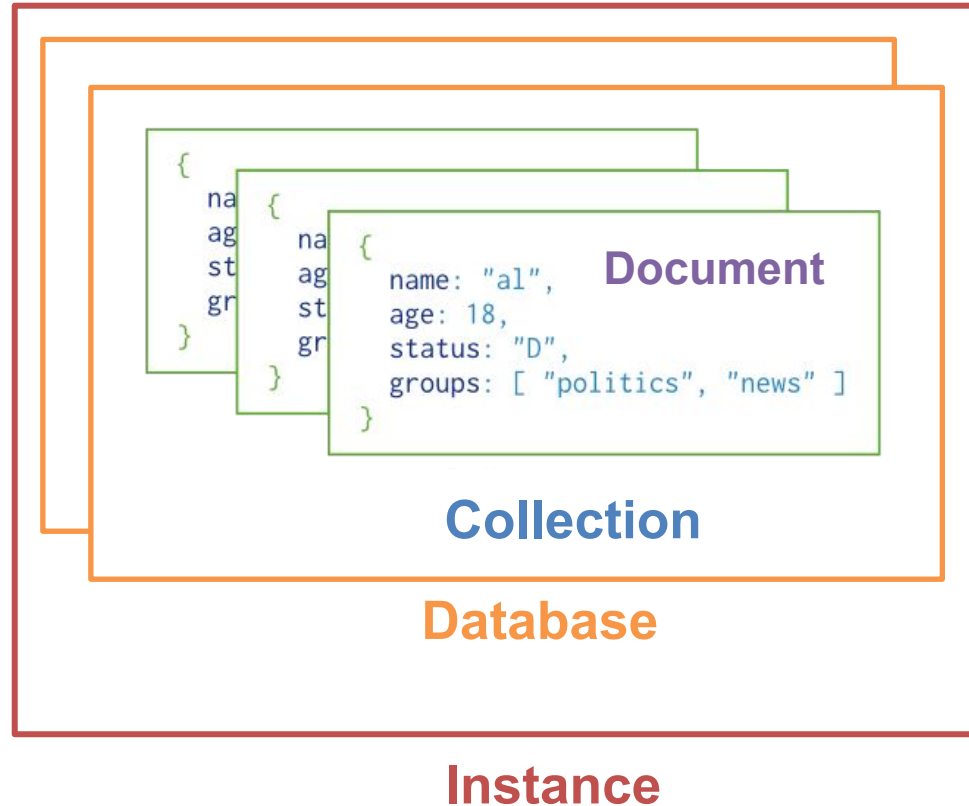 {
na
ag
st
gr
}
{
na
ag
st
gr
}
{
Document
name: "al",
age: 18,
status: "D",
groups: [ "politics", "news" ]
}
Collection
Database
Instance